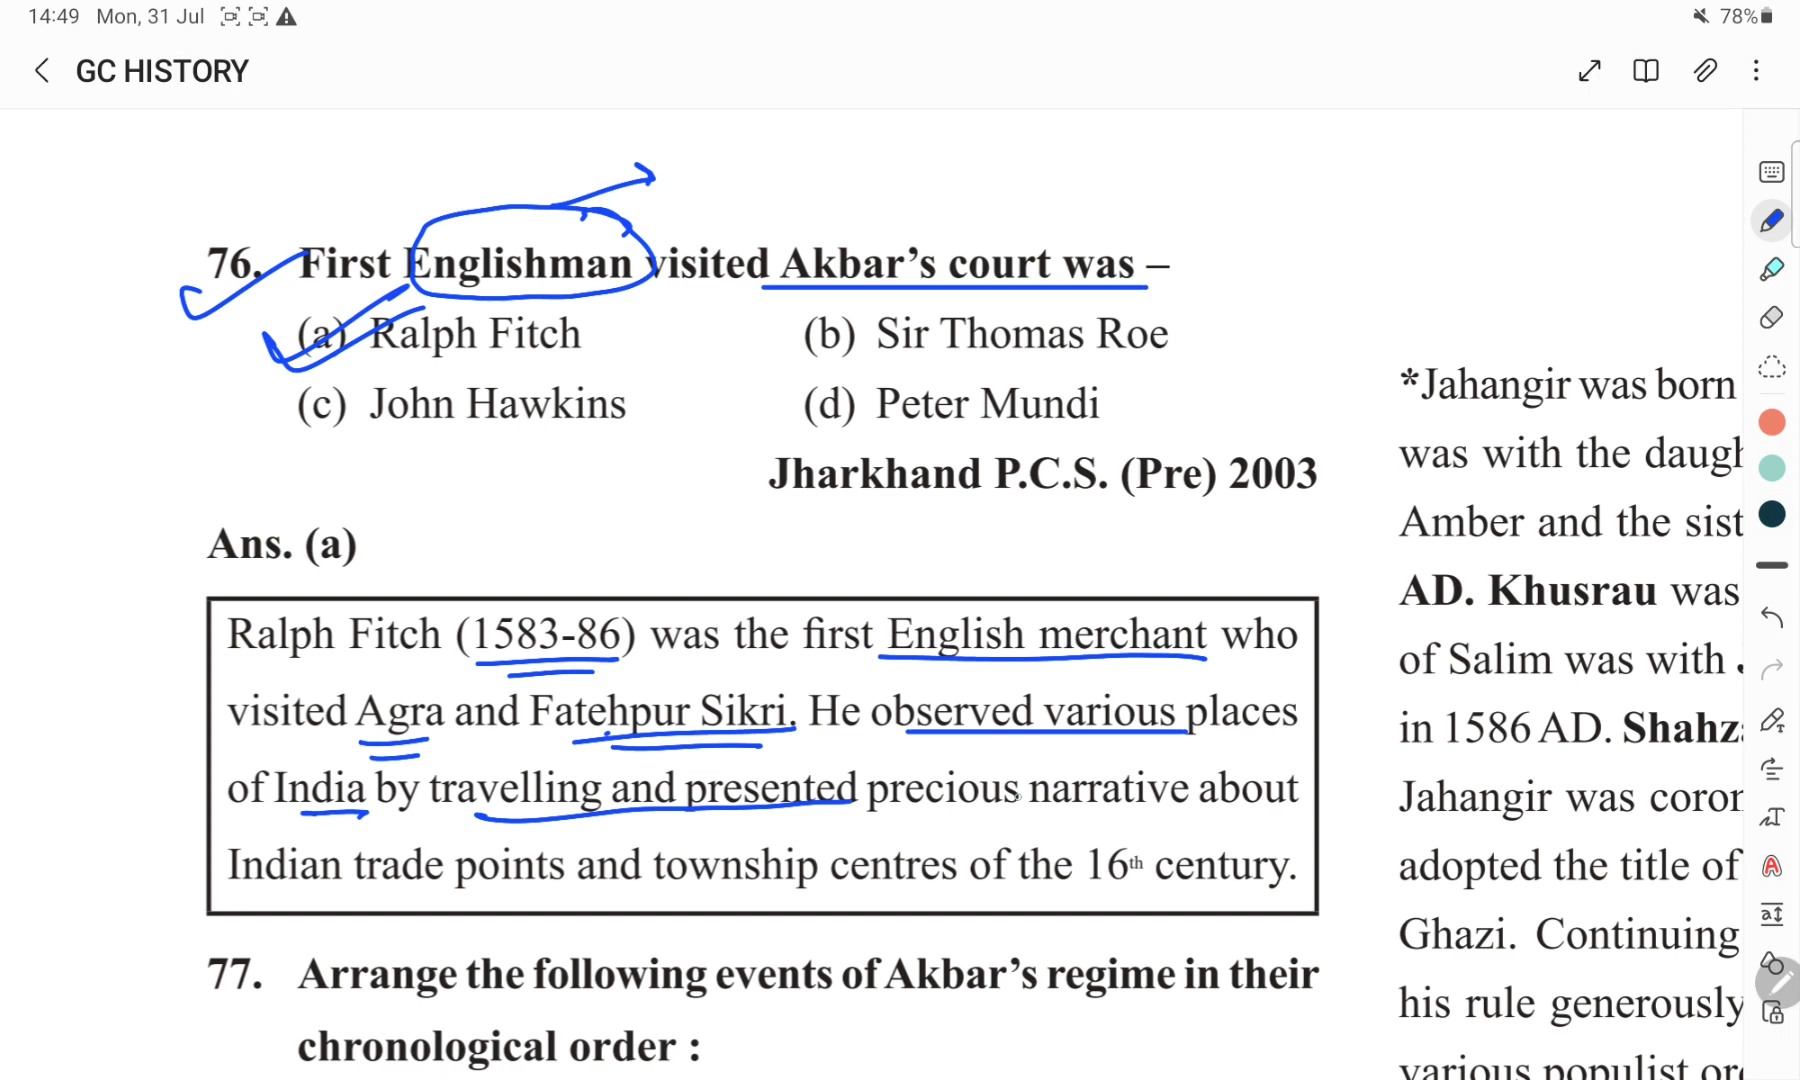 14:49 Mon, 31 Jul 78%
GC HISTORY
76. First Englishman visited Akbar’s court was –
(a) Ralph Fitch (b) Sir Thomas Roe
(c) John Hawkins (d) Peter Mundi
Jharkhand P.C.S. (Pre) 2003
Ans. (a)
Ralph Fitch (1583-86) was the first English merchant who
visited Agra and Fatehpur Sikri. He observed various places
of India by travelling and presented precious narrative about
Indian trade points and township centres of the 16th century.
77. Arrange the following events of Akbar’s regime in their
chronological order :
*Jahangir was born
was with the daugh
Amber and the sist
AD. Khusrau was
of Salim was with
in 1586 AD. Shahz
Jahangir was coron
adopted the title of
Ghazi. Continuing
his rule generously
various populist or